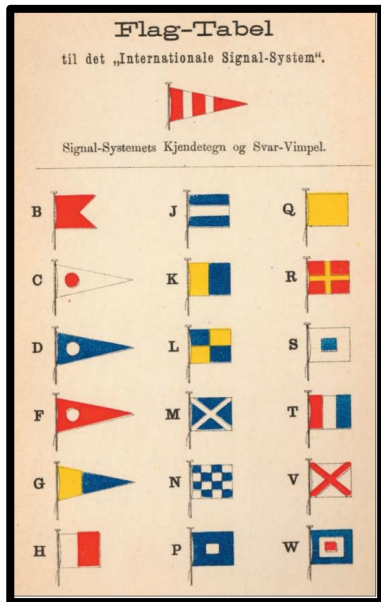 Flag-Tabel
til det „Internationale Signal-System“.
Signal-Systemets Kjendetegn og Svar-Vimpel.
B J Q
C K R
D L S
F M T
G N V
H P W